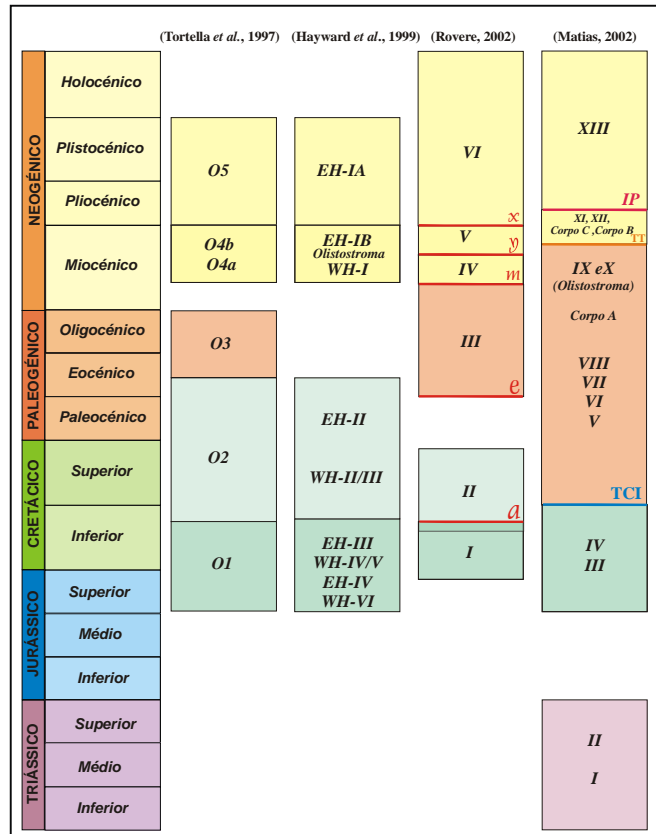 (Tortella et al., 1997) (Hayward et al., 1999) (Rovere, 2002) (Matias, 2002)
NEOGÉNICO
Holocénico
Plistocénico
Pliocénico
Miocénico
PALEOGÉNICO
Oligocénico
Eocénico
Paleocénico
CRETÁCICO
Superior
Inferior
JURÁSSICO
Superior
Médio
Inferior
TRIÁSSICO
Superior
Médio
Inferior
O5
O4b
O4a
O3
O2
O1
EH-IA
EH-IB
Olistostroma
WH-I
EH-II
WH-II/III
EH-III
WH-IV/V
EH-IV
WH-VI
VI
x
V
y
IV
m
III
e
II
a
I
XIII
IP
XI, XII,
Corpo C ,Corpo B
TT
IX eX
(Olistostroma)
Corpo A
VIII
VII
VI
V
TCI
IV
III
II
I